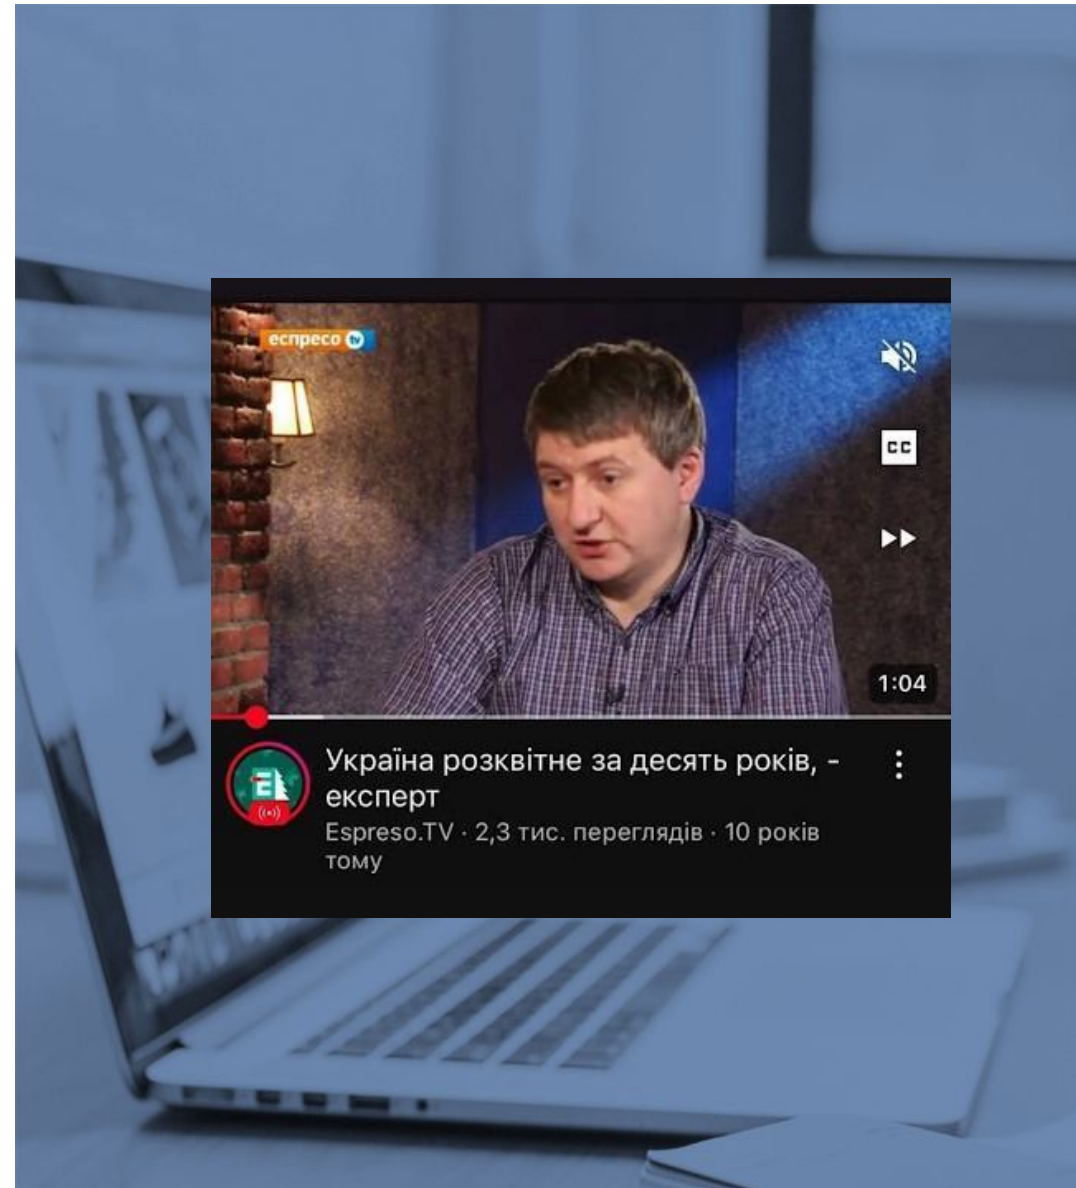 еспресо tv
CC
1:04
Україна розквітне за десять років, -
експерт
Espreso.TV · 2,3 тис. переглядів · 10 років
тому